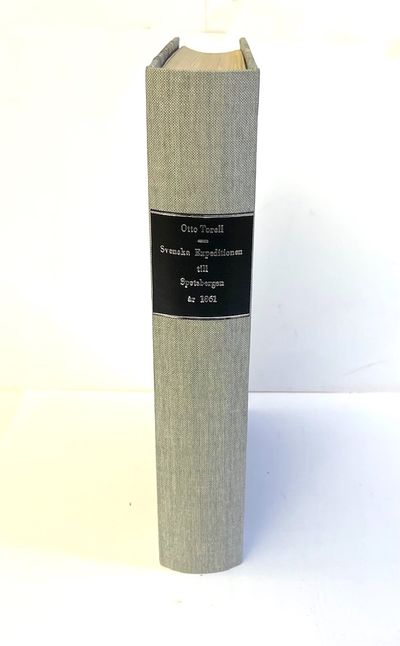 Otto Torell
Svenska Expeditionen
till
Spetsbergen
år 1861